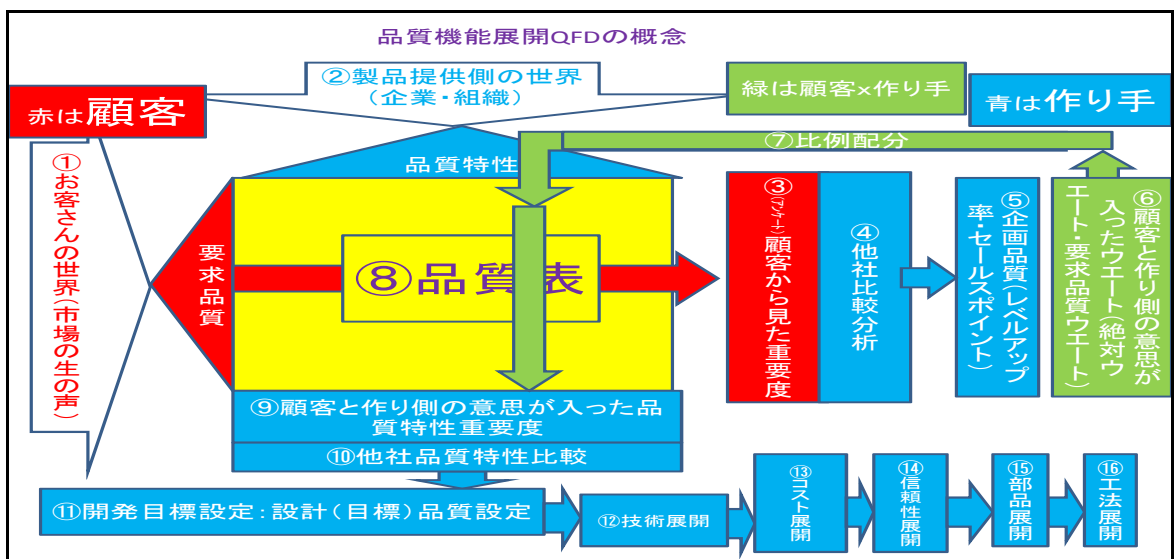 品質機能展開QFDの概念
②製品提供側の世界
(企業・組織)
緑は顧客x作り手
青は作り手
赤は顧客
⑦比例配分
品質特性
①お客さんの世界(市場の生の声)
要求品質
⑧品質表
③(アンケート)顧客から見た重要度
④他社比較分析
⑤企画品質(レベルアップ
率・セールスポイント)
⑥顧客と作り側の意思が
入ったウエート(絶対ウ
エート・要求品質ウエート)
⑨顧客と作り側の意思が入った品
質特性重要度
⑩他社品質特性比較
⑪開発目標設定:設計(目標)品質設定
⑫技術展開
⑬コスト展開
⑭信頼性展開
⑮部品展開
⑯工法展開